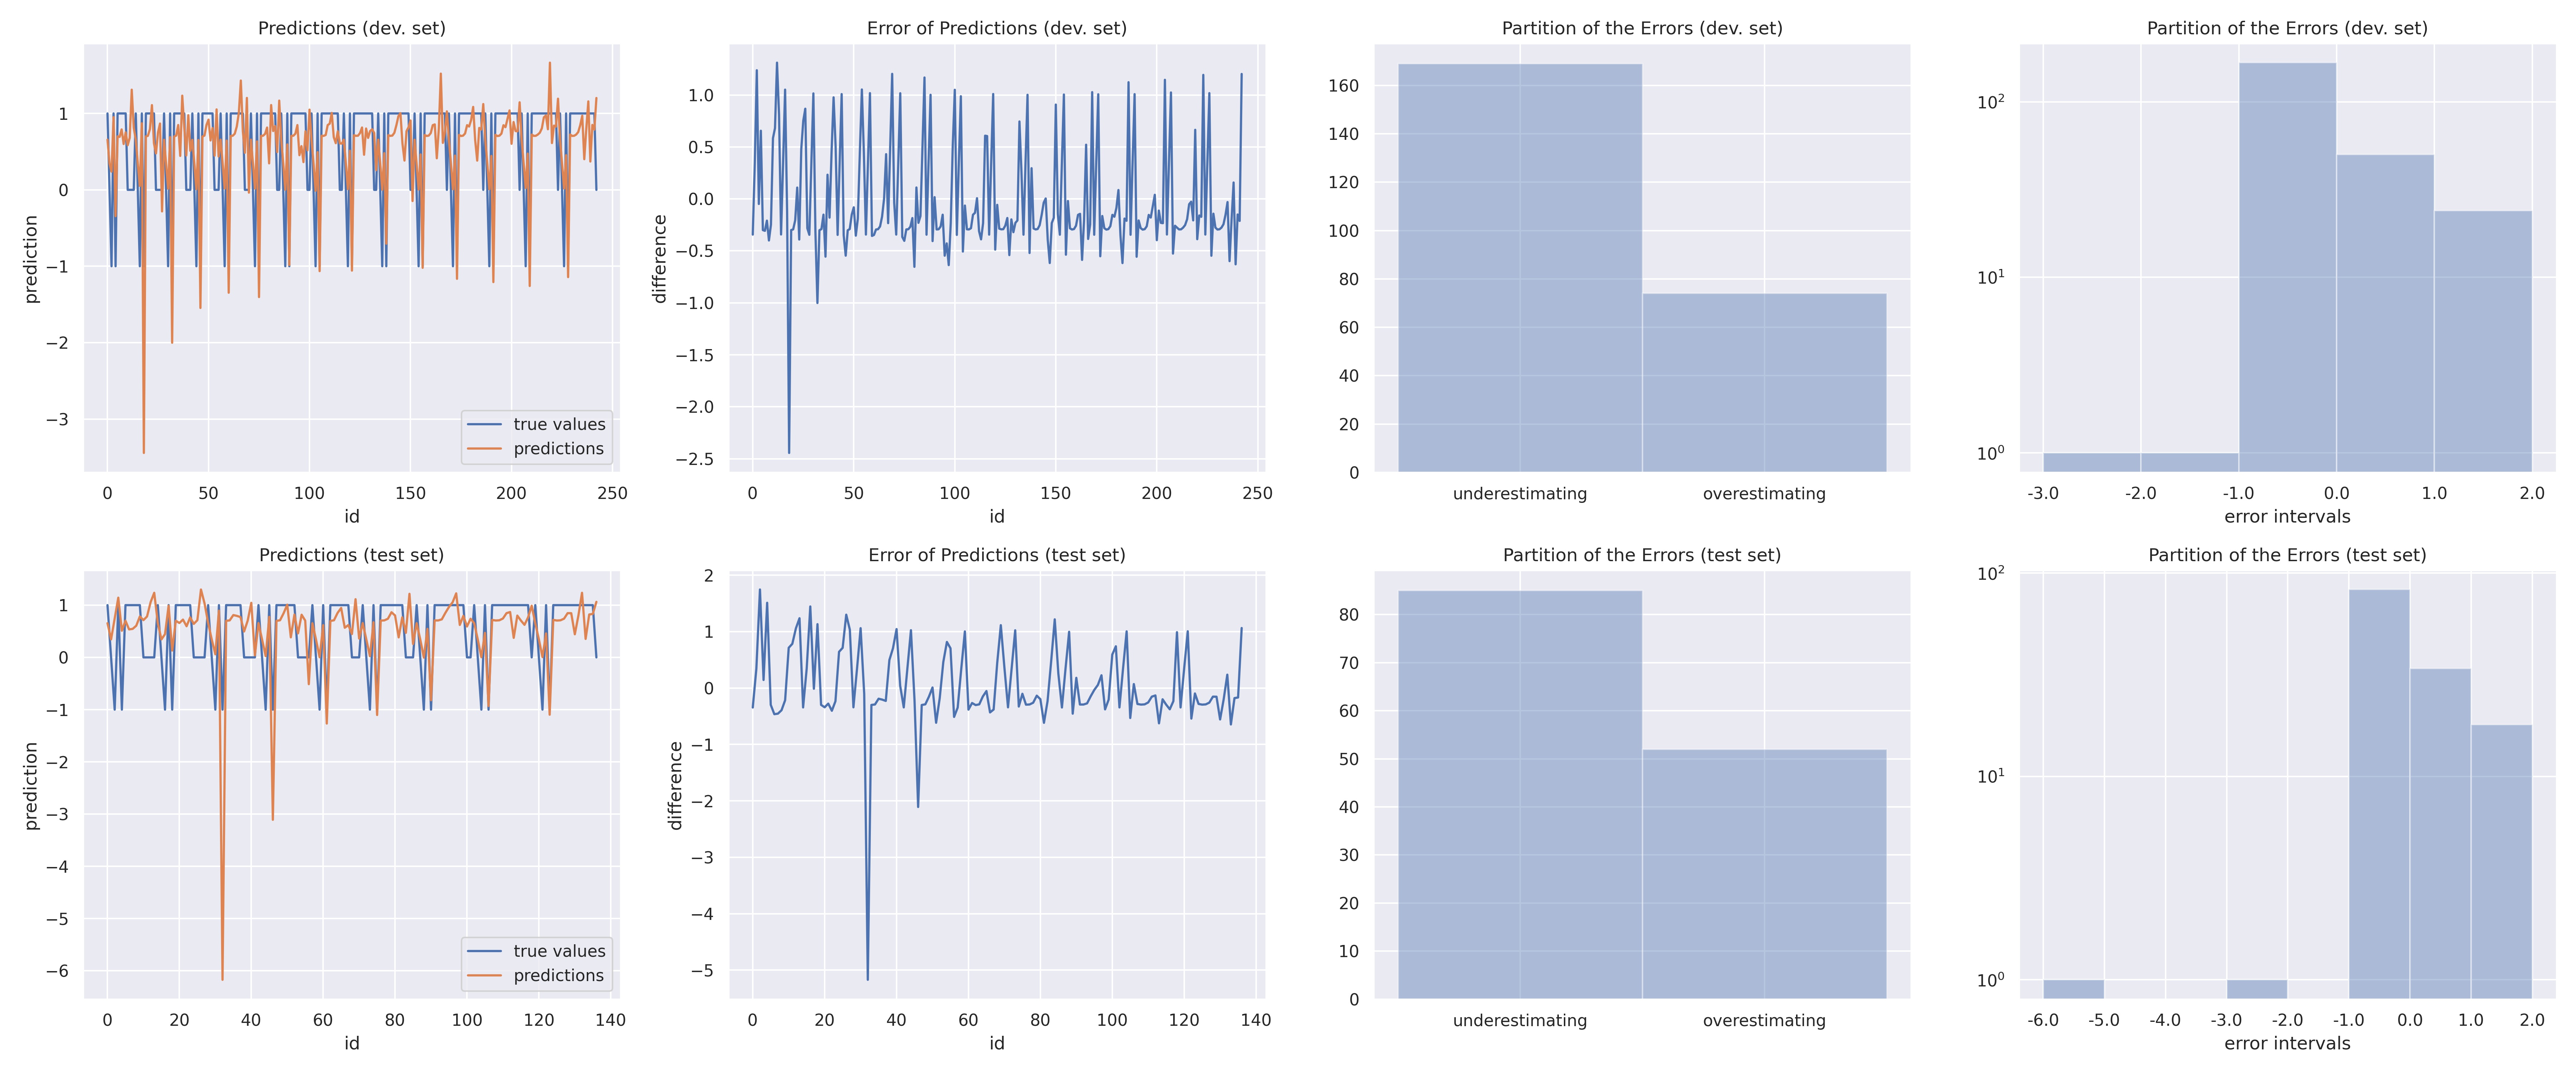 Predictions (dev. set)
prediction
1
0
−1
−2
−3
true values
predictions
0 50 100 150 200 250
id
Error of Predictions (dev. set)
difference
1.0
0.5
0.0
−0.5
−1.0
−1.5
−2.0
−2.5
0 50 100 150 200 250
id
Partition of the Errors (dev. set)
160
140
120
100
80
60
40
20
0
underestimating overestimating
Partition of the Errors (dev. set)
10²
10¹
10⁰
-3.0 -2.0 -1.0 0.0 1.0 2.0
error intervals
Predictions (test set)
prediction
1
0
−1
−2
−3
−4
−5
−6
true values
predictions
0 20 40 60 80 100 120 140
id
Error of Predictions (test set)
difference
2
1
0
−1
−2
−3
−4
−5
0 20 40 60 80 100 120 140
id
Partition of the Errors (test set)
80
70
60
50
40
30
20
10
0
underestimating overestimating
Partition of the Errors (test set)
10²
10¹
10⁰
-6.0 -5.0 -4.0 -3.0 -2.0 -1.0 0.0 1.0 2.0
error intervals